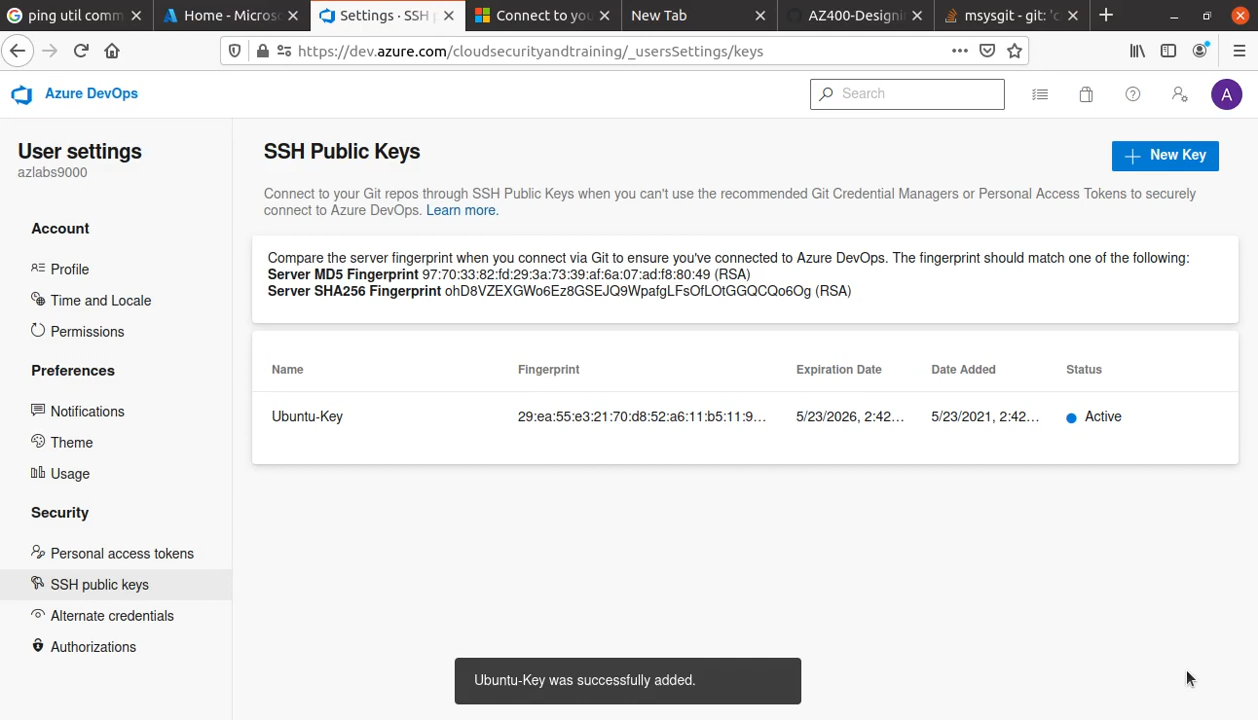 ping util comm
Home - Micros
Settings · SSH
Connect to you
New Tab
AZ400-Designi
msysgit - git: 'c
https://dev.azure.com/cloudsecurityandtraining/_usersSettings/keys
Azure DevOps
Search
A
User settings
azlabs9000
Account
Profile
Time and Locale
Permissions
Preferences
Notifications
Theme
Usage
Security
Personal access tokens
SSH public keys
Alternate credentials
Authorizations
SSH Public Keys
New Key
Connect to your Git repos through SSH Public Keys when you can't use the recommended Git Credential Managers or Personal Access Tokens to securely
connect to Azure DevOps. Learn more.
Compare the server fingerprint when you connect via Git to ensure you've connected to Azure DevOps. The fingerprint should match one of the following:
Server MD5 Fingerprint 97:70:33:82:fd:29:3a:73:39:af:6a:07:ad:f8:80:49 (RSA)
Server SHA256 Fingerprint ohD8VZEXGWo6Ez8GSEJQ9WpafgLFsOfLOtGGQCQo6Og (RSA)
Name Fingerprint Expiration Date Date Added Status
Ubuntu-Key 29:ea:55:e3:21:70:d8:52:a6:11:b5:11:9... 5/23/2026, 2:42... 5/23/2021, 2:42... Active
Ubuntu-Key was successfully added.